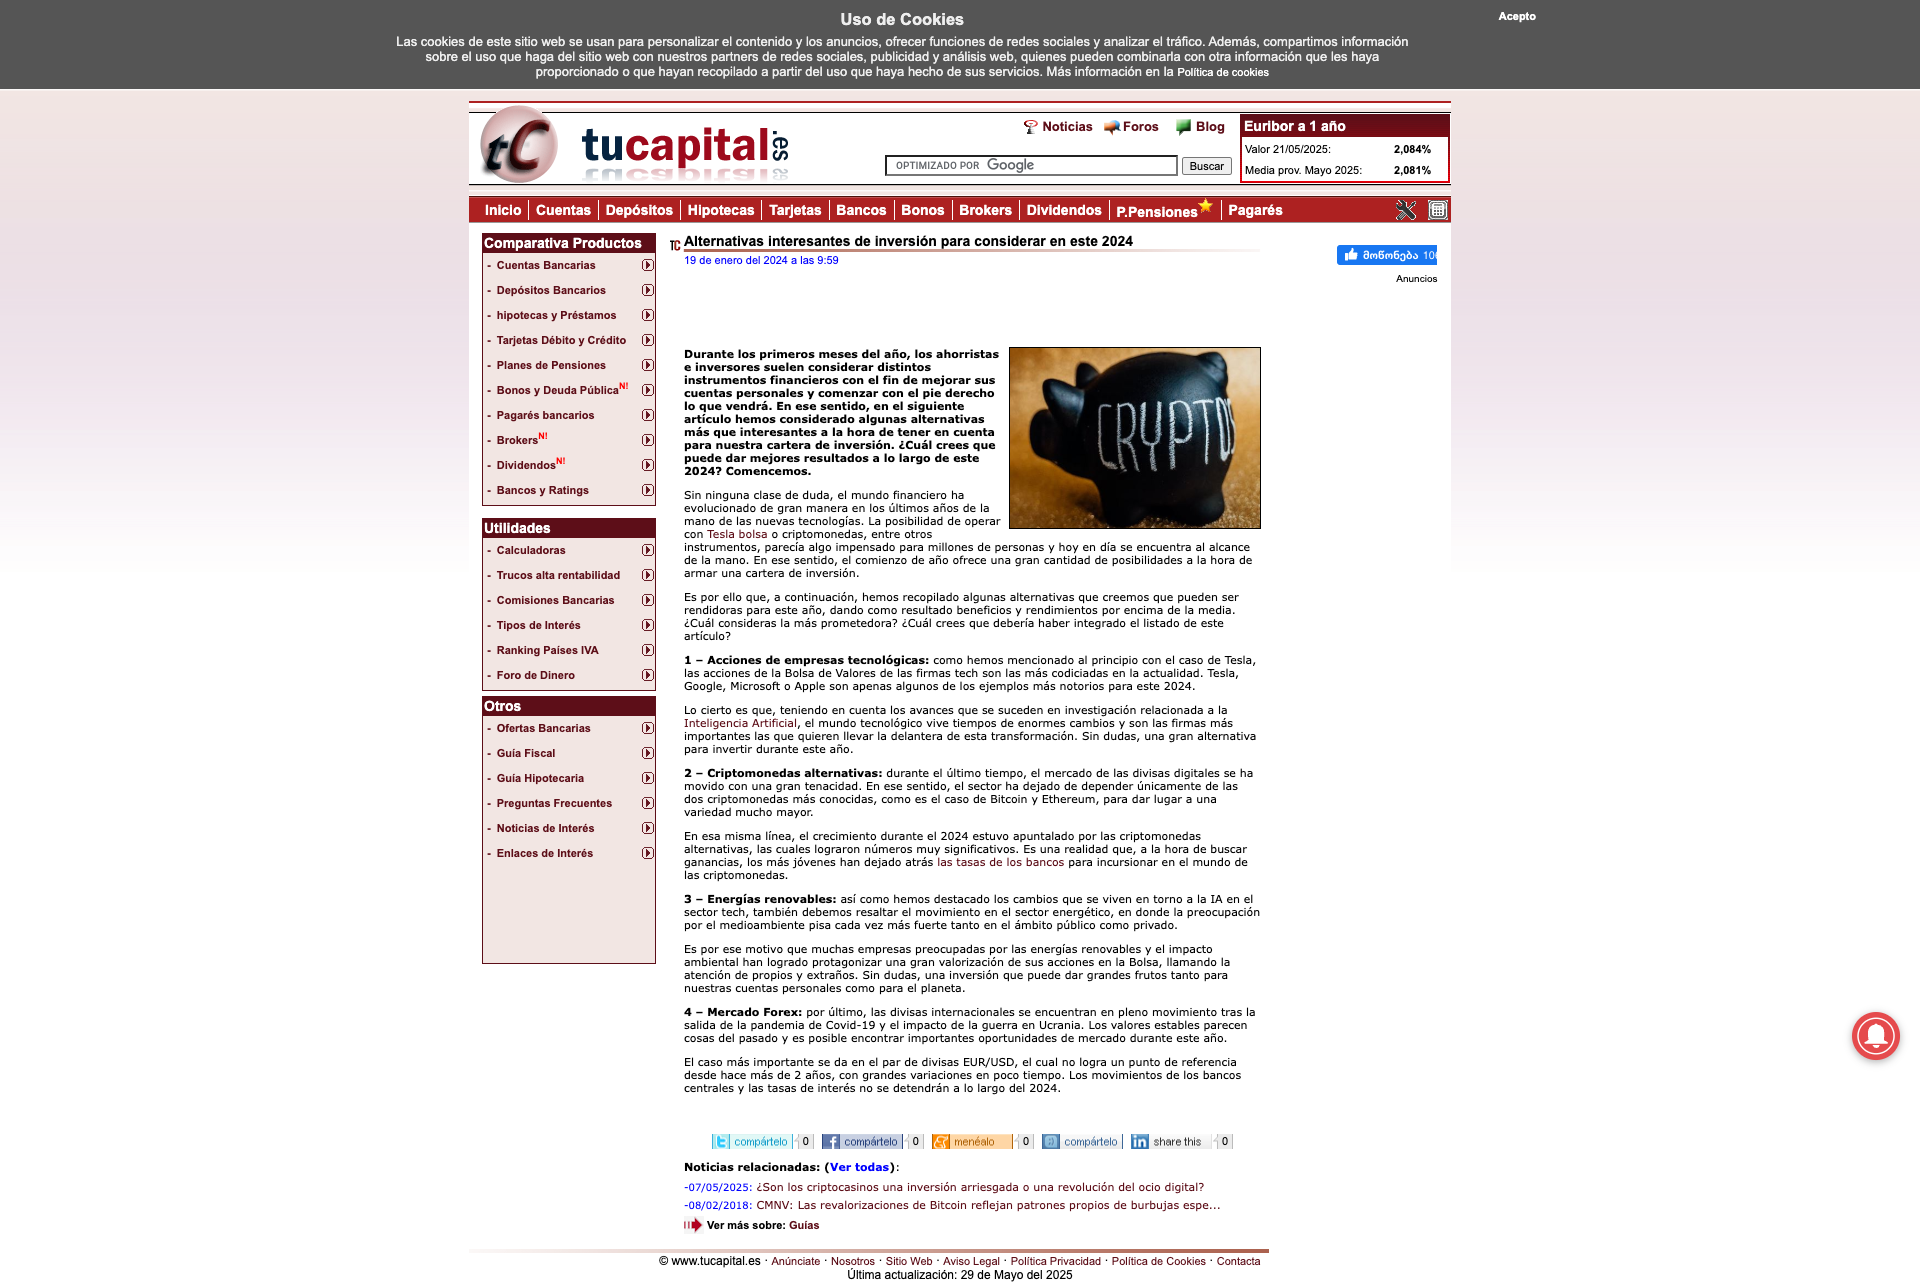 Uso de Cookies
Acepto
Las cookies de este sitio web se usan para personalizar el contenido y los anuncios, ofrecer funciones de redes sociales y analizar el tráfico. Además, compartimos información
sobre el uso que haga del sitio web con nuestros partners de redes sociales, publicidad y análisis web, quienes pueden combinarla con otra información que les haya
proporcionado o que hayan recopilado a partir del uso que haya hecho de sus servicios. Más información en la Política de cookies
tC tucapital.es
Noticias Foros Blog
OPTIMIZADO POR Google Buscar
Euribor a 1 año
Valor 21/05/2025: 2,084%
Media prov. Mayo 2025: 2,081%
Inicio Cuentas Depósitos Hipotecas Tarjetas Bancos Bonos Brokers Dividendos P.Pensiones Pagarés
Comparativa Productos
- Cuentas Bancarias
- Depósitos Bancarios
- hipotecas y Préstamos
- Tarjetas Débito y Crédito
- Planes de Pensiones
- Bonos y Deuda Pública N!
- Pagarés bancarios
- Brokers N!
- Dividendos N!
- Bancos y Ratings
Utilidades
- Calculadoras
- Trucos alta rentabilidad
- Comisiones Bancarias
- Tipos de Interés
- Ranking Países IVA
- Foro de Dinero
Otros
- Ofertas Bancarias
- Guía Fiscal
- Guía Hipotecaria
- Preguntas Frecuentes
- Noticias de Interés
- Enlaces de Interés
TC Alternativas interesantes de inversión para considerar en este 2024
19 de enero del 2024 a las 9:59
მოწონება 10
Anuncios
Durante los primeros meses del año, los ahorristas
e inversores suelen considerar distintos
instrumentos financieros con el fin de mejorar sus
cuentas personales y comenzar con el pie derecho
lo que vendrá. En ese sentido, en el siguiente
artículo hemos considerado algunas alternativas
más que interesantes a la hora de tener en cuenta
para nuestra cartera de inversión. ¿Cuál crees que
puede dar mejores resultados a lo largo de este
2024? Comencemos.
CRYPTOS
Sin ninguna clase de duda, el mundo financiero ha
evolucionado de gran manera en los últimos años de la
mano de las nuevas tecnologías. La posibilidad de operar
con Tesla bolsa o criptomonedas, entre otros
instrumentos, parecía algo impensado para millones de personas y hoy en día se encuentra al alcance
de la mano. En ese sentido, el comienzo de año ofrece una gran cantidad de posibilidades a la hora de
armar una cartera de inversión.
Es por ello que, a continuación, hemos recopilado algunas alternativas que creemos que pueden ser
rendidoras para este año, dando como resultado beneficios y rendimientos por encima de la media.
¿Cuál consideras la más prometedora? ¿Cuál crees que debería haber integrado el listado de este
artículo?
1 – Acciones de empresas tecnológicas: como hemos mencionado al principio con el caso de Tesla,
las acciones de la Bolsa de Valores de las firmas tech son las más codiciadas en la actualidad. Tesla,
Google, Microsoft o Apple son apenas algunos de los ejemplos más notorios para este 2024.
Lo cierto es que, teniendo en cuenta los avances que se suceden en investigación relacionada a la
Inteligencia Artificial, el mundo tecnológico vive tiempos de enormes cambios y son las firmas más
importantes las que quieren llevar la delantera de esta transformación. Sin dudas, una gran alternativa
para invertir durante este año.
2 – Criptomonedas alternativas: durante el último tiempo, el mercado de las divisas digitales se ha
movido con una gran tenacidad. En ese sentido, el sector ha dejado de depender únicamente de las
dos criptomonedas más conocidas, como es el caso de Bitcoin y Ethereum, para dar lugar a una
variedad mucho mayor.
En esa misma línea, el crecimiento durante el 2024 estuvo apuntalado por las criptomonedas
alternativas, las cuales lograron números muy significativos. Es una realidad que, a la hora de buscar
ganancias, los más jóvenes han dejado atrás las tasas de los bancos para incursionar en el mundo de
las criptomonedas.
3 – Energías renovables: así como hemos destacado los cambios que se viven en torno a la IA en el
sector tech, también debemos resaltar el movimiento en el sector energético, en donde la preocupación
por el medioambiente pisa cada vez más fuerte tanto en el ámbito público como privado.
Es por ese motivo que muchas empresas preocupadas por las energías renovables y el impacto
ambiental han logrado protagonizar una gran valorización de sus acciones en la Bolsa, llamando la
atención de propios y extraños. Sin dudas, una inversión que puede dar grandes frutos tanto para
nuestras cuentas personales como para el planeta.
4 – Mercado Forex: por último, las divisas internacionales se encuentran en pleno movimiento tras la
salida de la pandemia de Covid-19 y el impacto de la guerra en Ucrania. Los valores estables parecen
cosas del pasado y es posible encontrar importantes oportunidades de mercado durante este año.
El caso más importante se da en el par de divisas EUR/USD, el cual no logra un punto de referencia
desde hace más de 2 años, con grandes variaciones en poco tiempo. Los movimientos de los bancos
centrales y las tasas de interés no se detendrán a lo largo del 2024.
compártelo 0 compártelo 0 menéalo 0 compártelo share this 0
Noticias relacionadas: (Ver todas):
-07/05/2025: ¿Son los criptocasinos una inversión arriesgada o una revolución del ocio digital?
-08/02/2018: CMNV: Las revalorizaciones de Bitcoin reflejan patrones propios de burbujas espe...
Ver más sobre: Guías
© www.tucapital.es · Anúnciate · Nosotros · Sitio Web · Aviso Legal · Política Privacidad · Política de Cookies · Contacta
Última actualización: 29 de Mayo del 2025